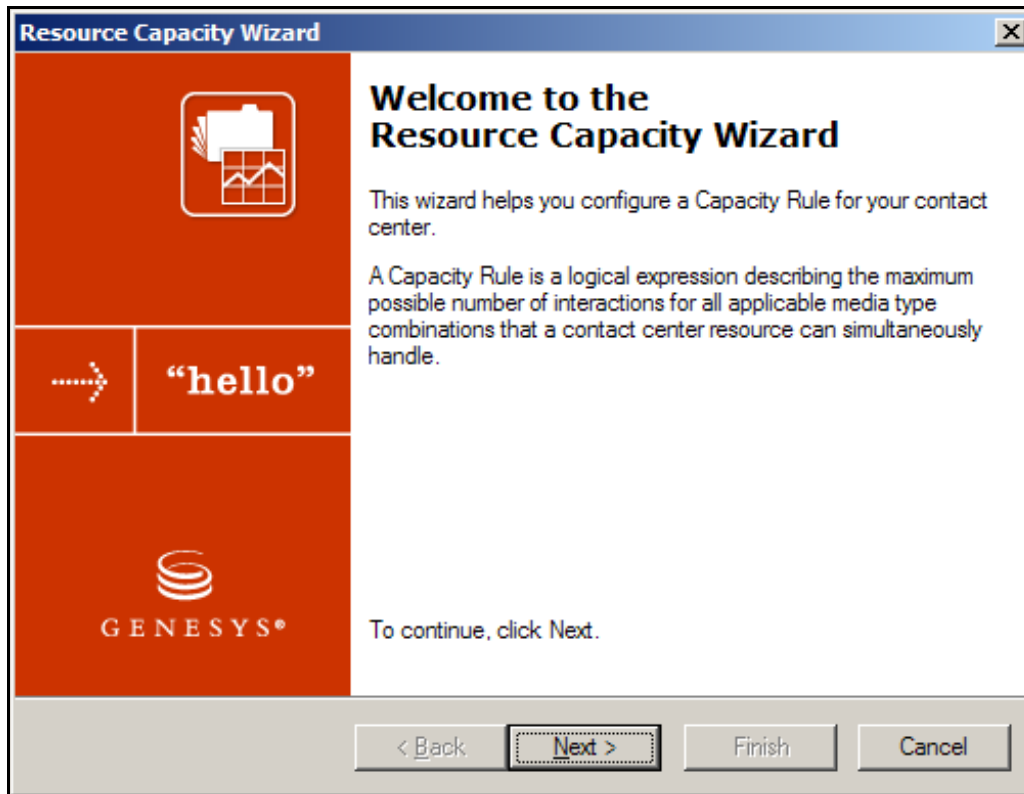 Resource Capacity Wizard
Welcome to the
Resource Capacity Wizard
This wizard helps you configure a Capacity Rule for your contact
center.
A Capacity Rule is a logical expression describing the maximum
possible number of interactions for all applicable media type
combinations that a contact center resource can simultaneously
handle.
“hello”
GENESYS®
To continue, click Next.
< Back
Next >
Finish
Cancel